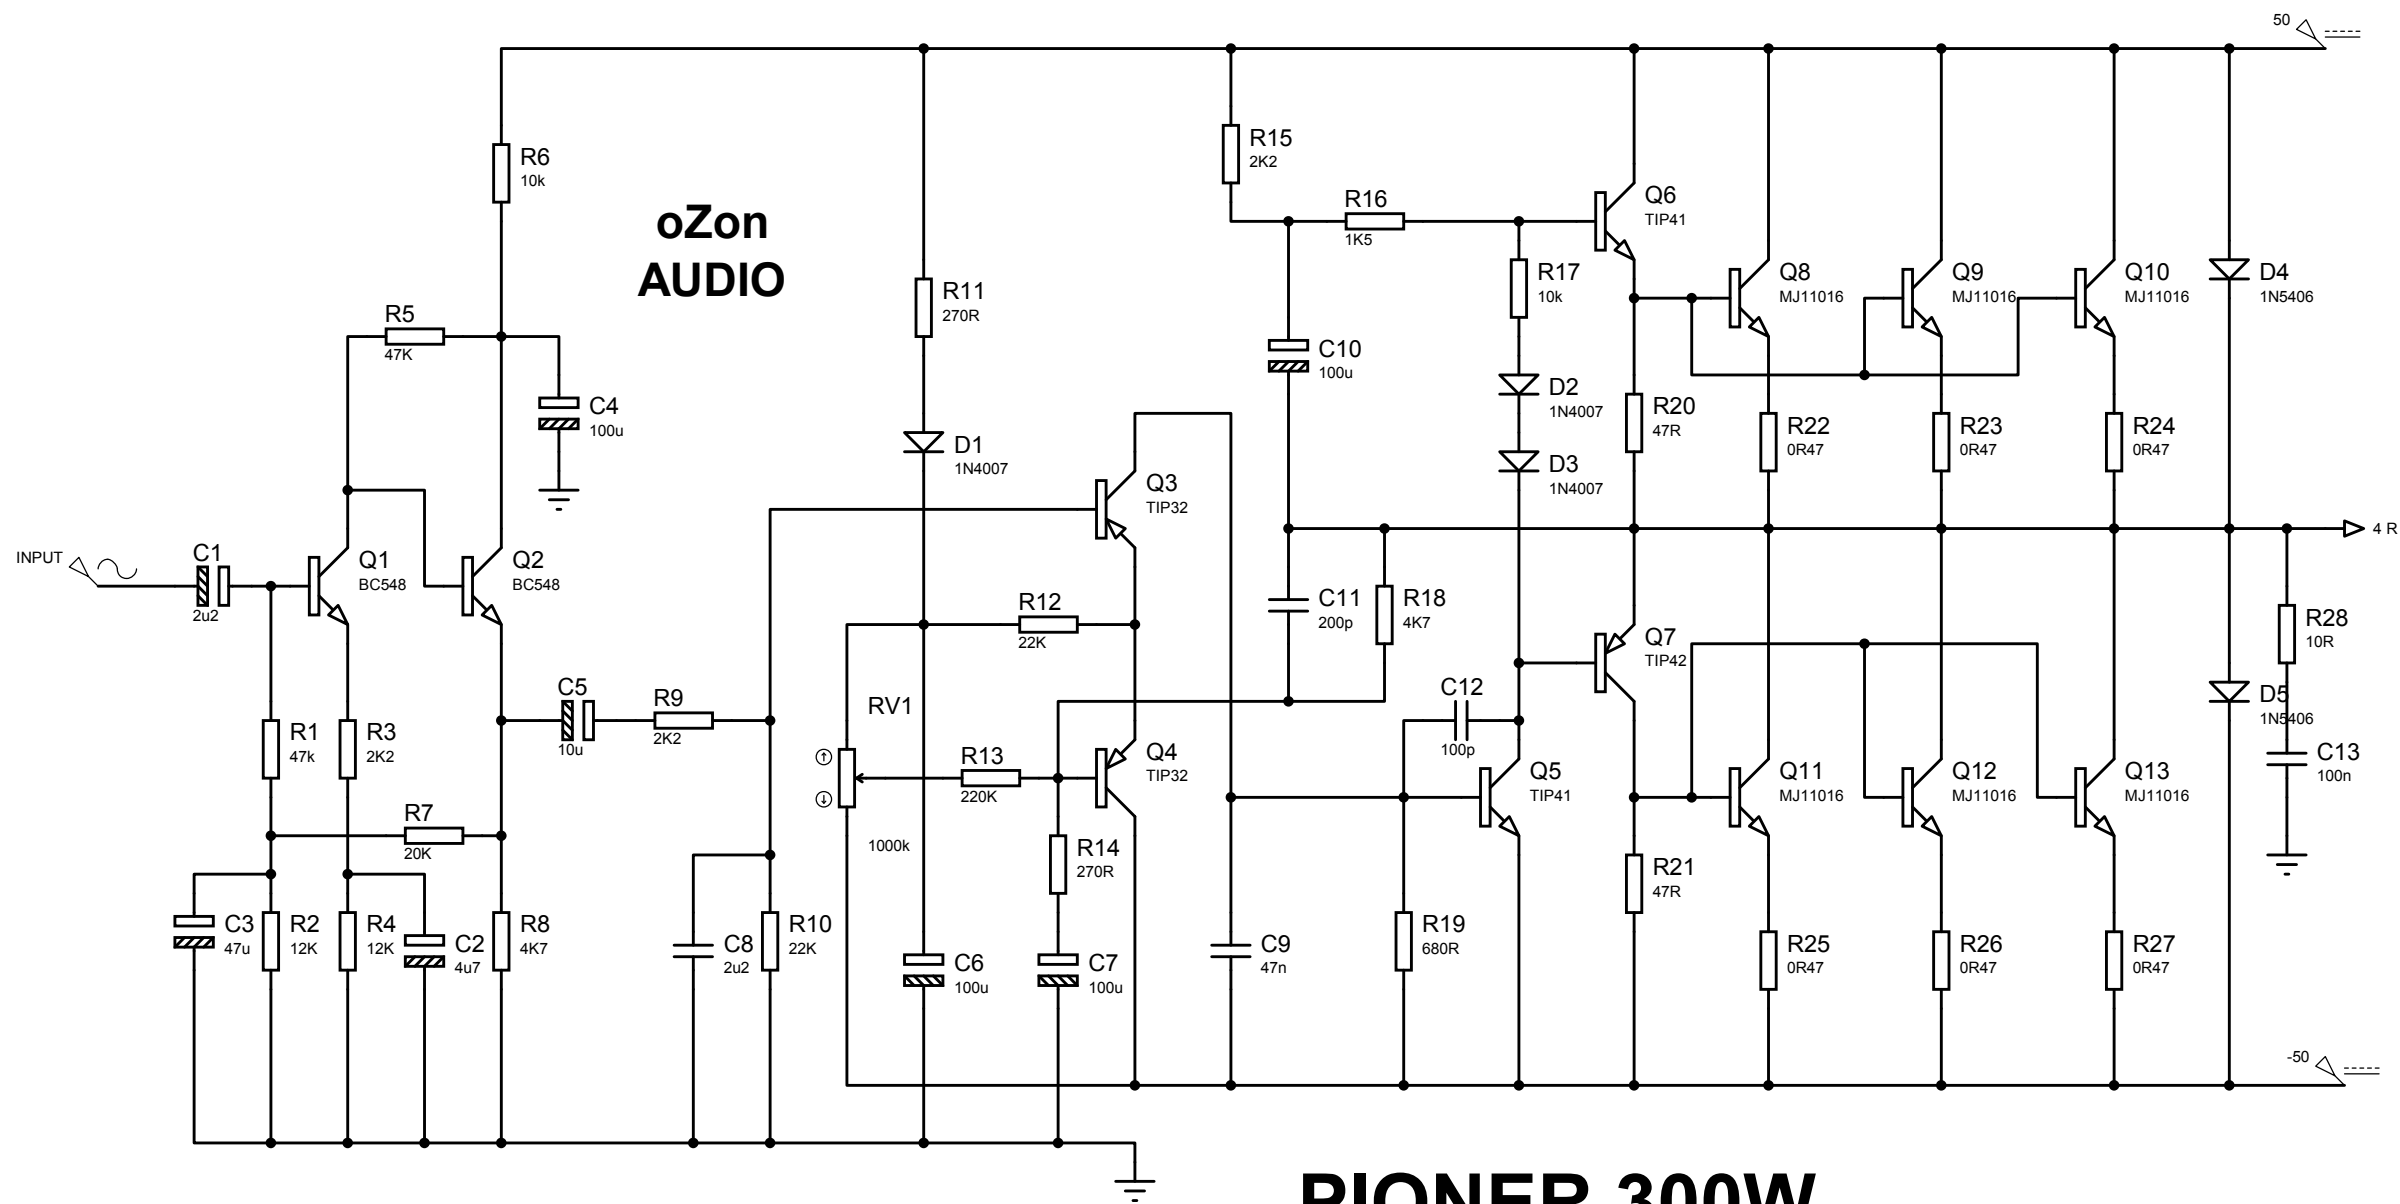 50
R6
10k
oZon
AUDIO
R15
2K2
R16
1K5
Q6
TIP41
R17
10k
Q8
MJ11016
Q9
MJ11016
Q10
MJ11016
D4
1N5406
R11
270R
R5
47K
C4
100u
C10
100u
D2
1N4007
D3
1N4007
R20
47R
R22
0R47
R23
0R47
R24
0R47
D1
1N4007
Q3
TIP32
INPUT
C1
2u2
Q1
BC548
Q2
BC548
4 R
R12
22K
C11
200p
R18
4K7
Q7
TIP42
R28
10R
D5
1N5406
C13
100n
R1
47k
R3
2K2
C5
10u
R9
2K2
RV1
1000k
R13
220K
Q4
TIP32
C12
100p
Q5
TIP41
Q11
MJ11016
Q12
MJ11016
Q13
MJ11016
R7
20K
R14
270R
R21
47R
C3
47u
R2
12K
R4
12K
C2
4u7
R8
4K7
C8
2u2
R10
22K
C6
100u
C7
100u
C9
47n
R19
680R
R25
0R47
R26
0R47
R27
0R47
-50
PIONER 300W